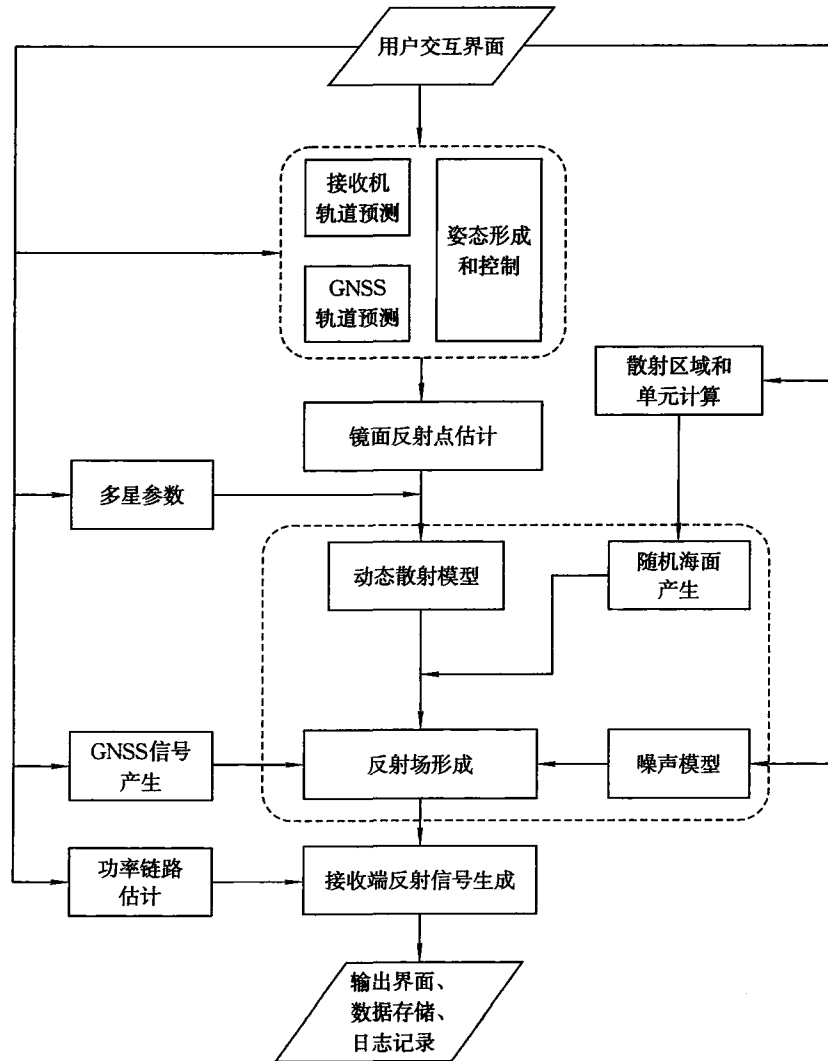 用户交互界面
接收机
轨道预测
姿态形成
和控制
GNSS
轨道预测
散射区域和
单元计算
镜面反射点估计
多星参数
动态散射模型
随机海面
产生
GNSS信号
产生
反射场形成
噪声模型
功率链路
估计
接收端反射信号生成
输出界面、
数据存储、
日志记录